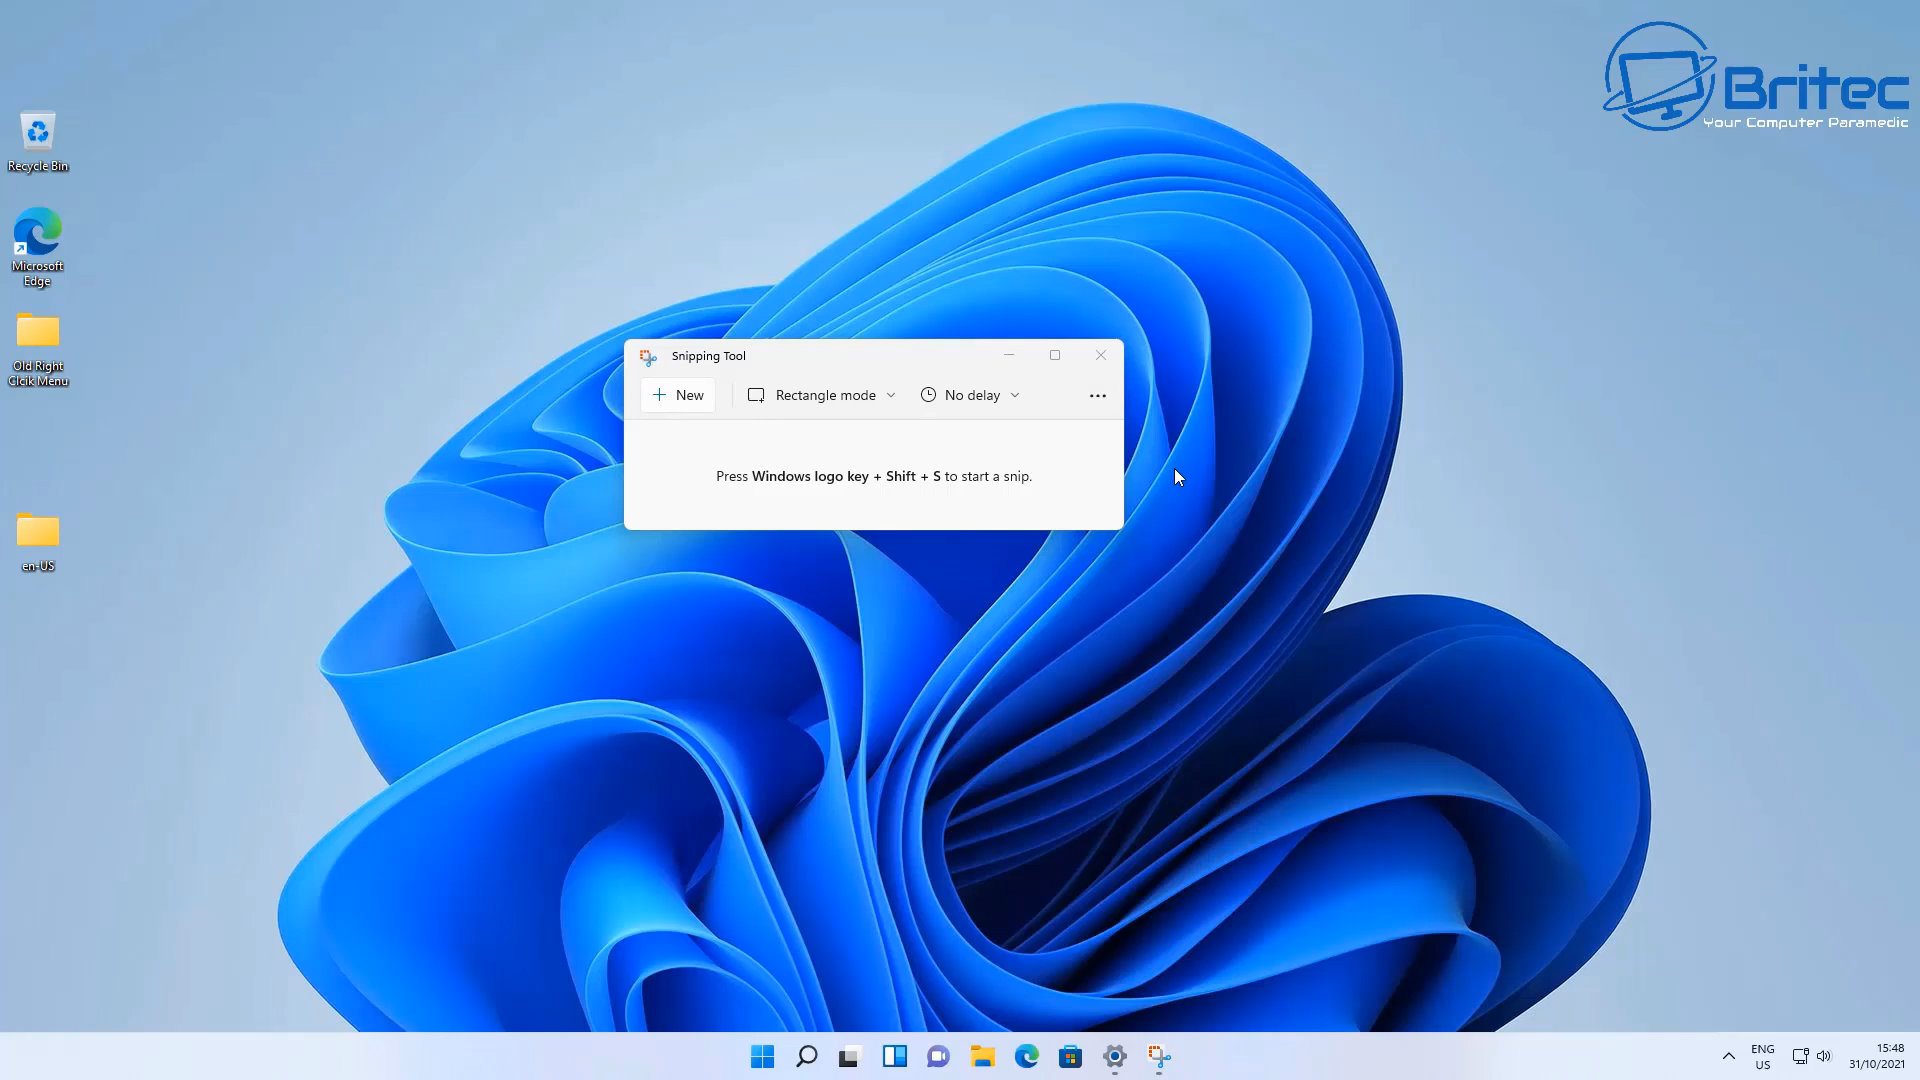 Britec
Your Computer Paramedic
Recycle Bin
Microsoft
Edge
Old Right
Clcik Menu
en-US
Snipping Tool
New
Rectangle mode
No delay
Press Windows logo key + Shift + S to start a snip.
ENG
US
15:48
31/10/2021